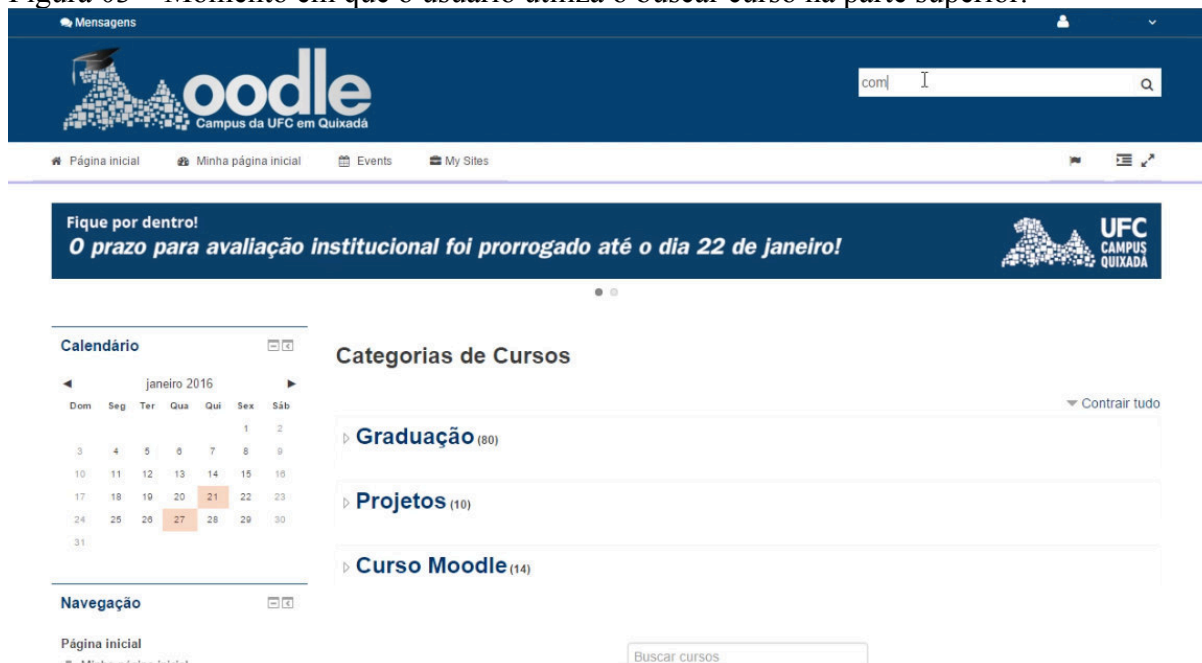 Mensagens
oodle
Campus da UFC em Quixadá
com
Página inicial Minha página inicial Events My Sites
Fique por dentro!
O prazo para avaliação institucional foi prorrogado até o dia 22 de janeiro!
UFC
CAMPUS
QUIXADÁ
Calendário
janeiro 2016
Dom Seg Ter Qua Qui Sex Sáb
1 2
3 4 5 6 7 8 9
10 11 12 13 14 15 16
17 18 19 20 21 22 23
24 25 26 27 28 29 30
31
Navegação
Página inicial
Categorias de Cursos
Contrair tudo
Graduação (80)
Projetos (10)
Curso Moodle (14)
Buscar cursos